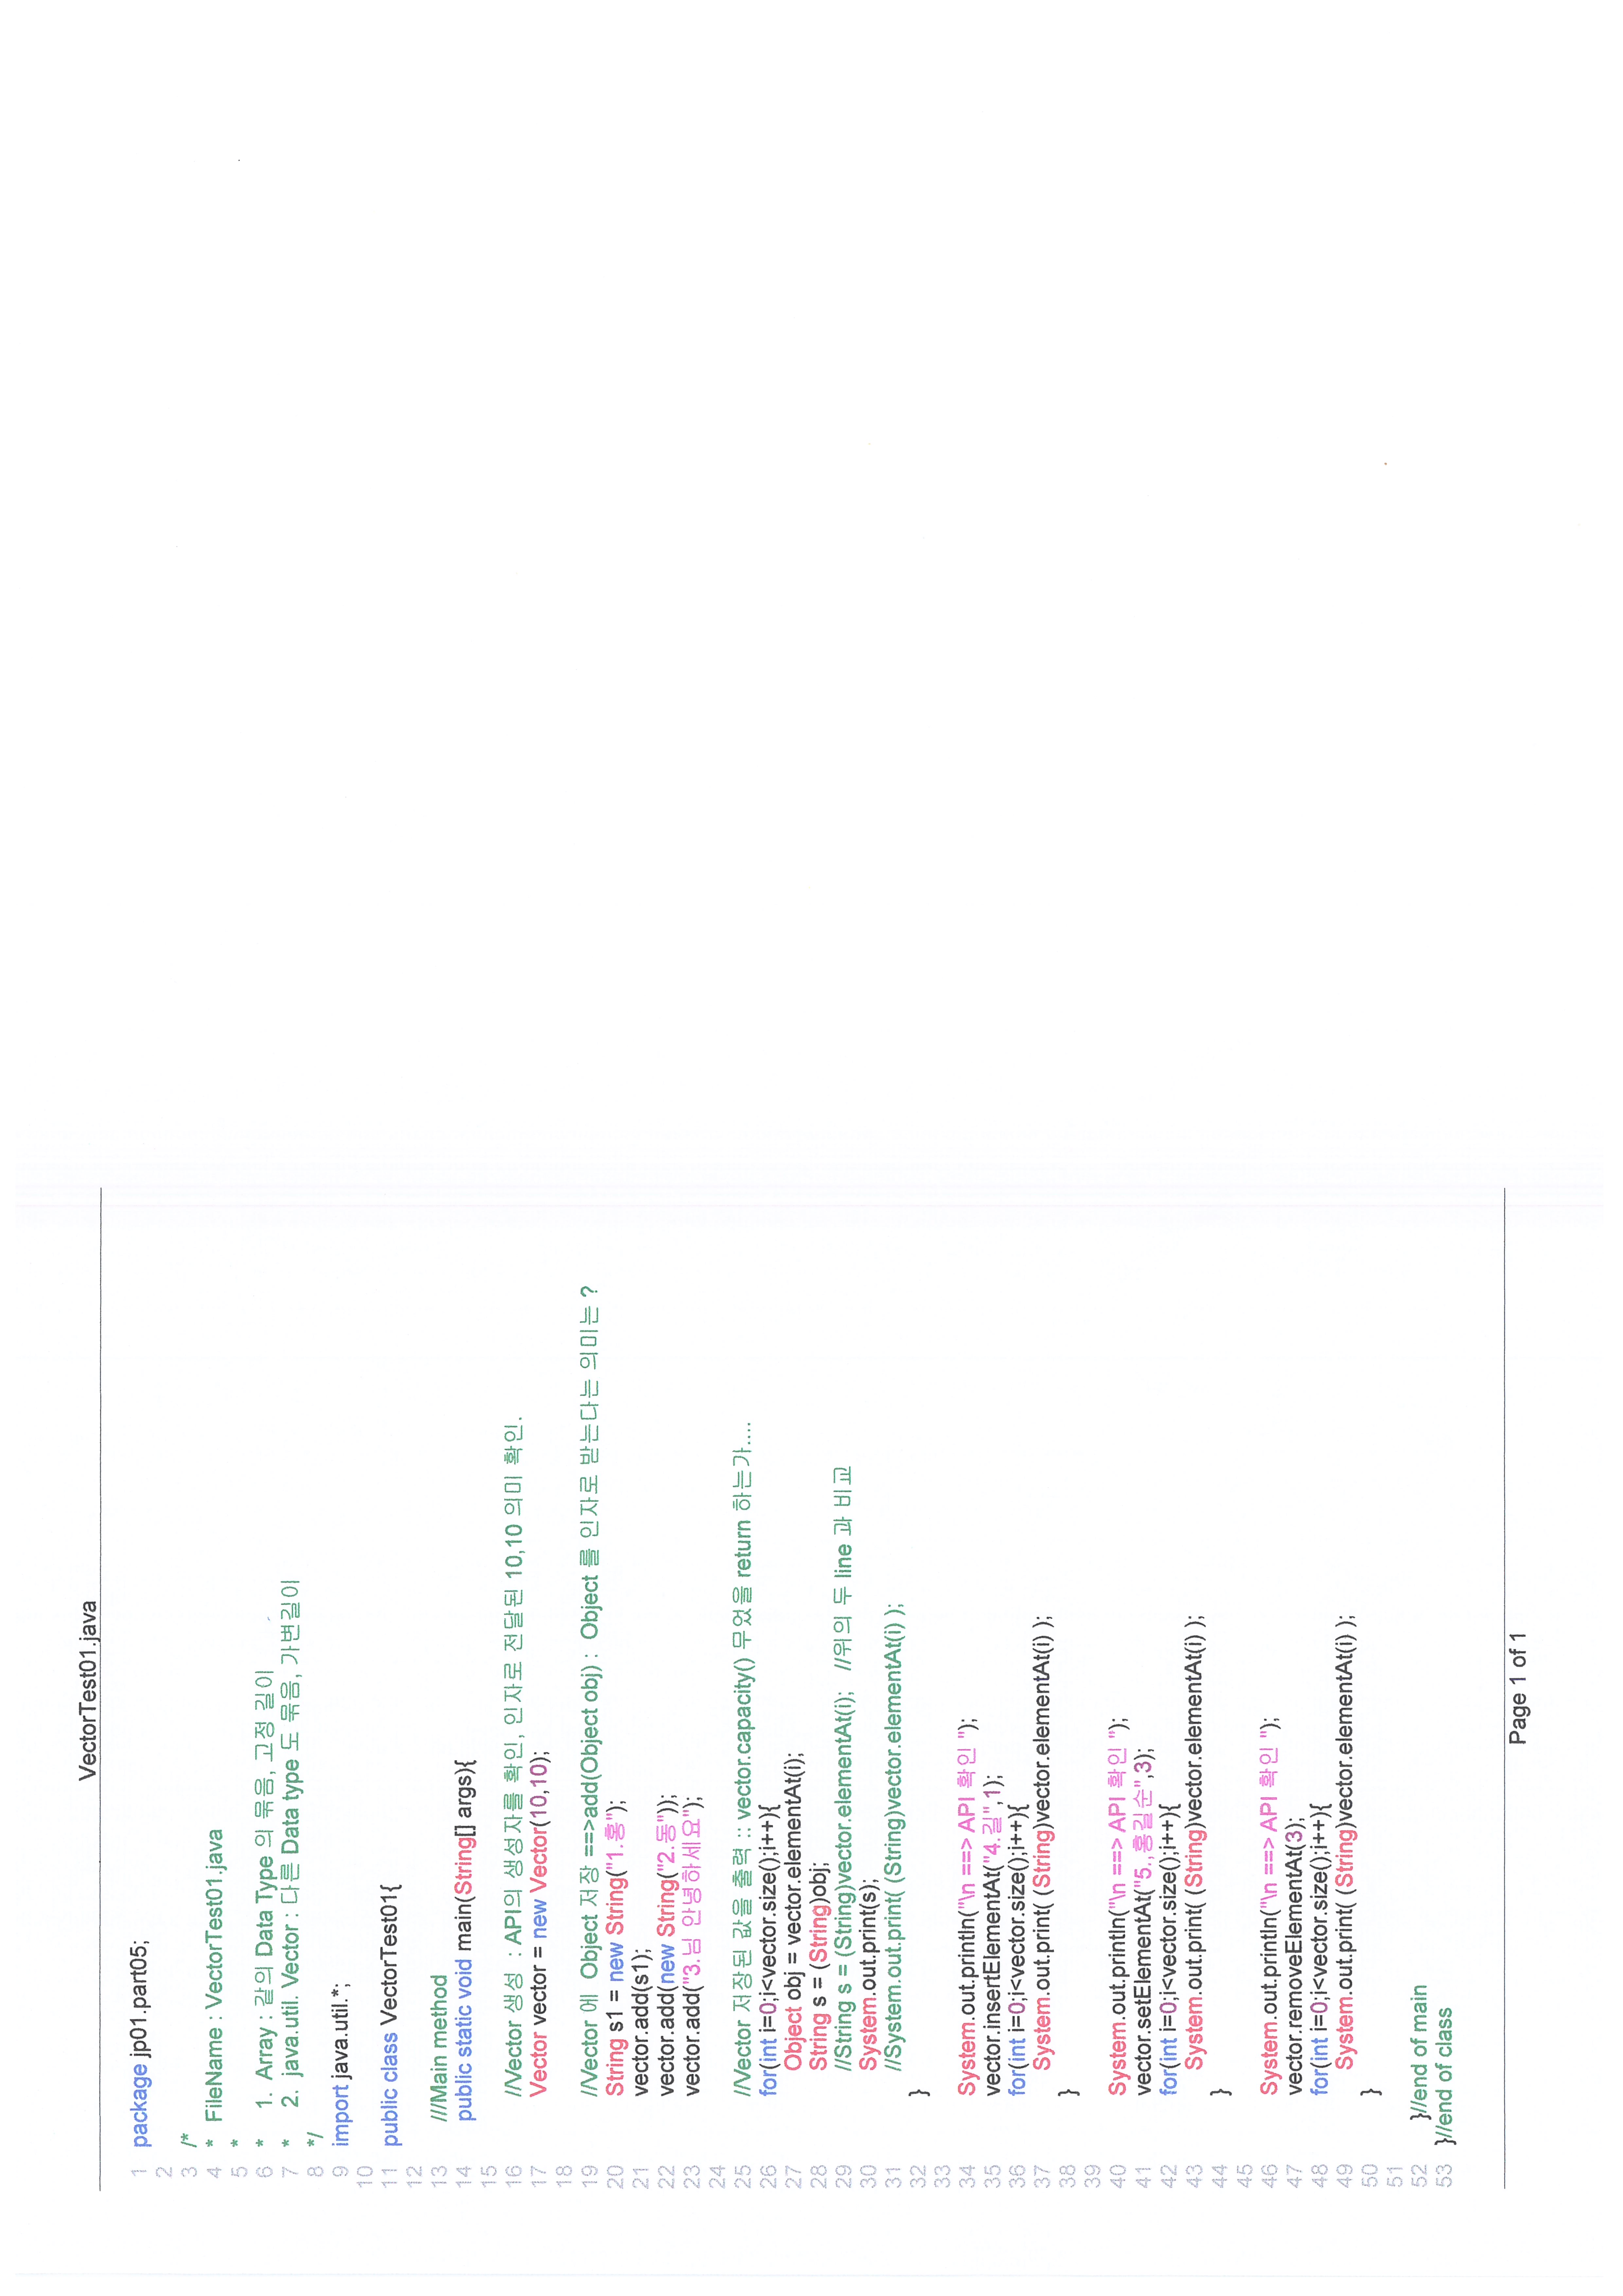 VectorTest01.java
1 package jp01.part05;
2
3 /*
4 * FileName : VectorTest01.java
5 *
6 * 1. Array : 같의 Data Type 의 묶음, 고정 길이
7 * 2. java.util. Vector : 다른 Data type 도 묶음, 가변길이
8 */
9 import java.util.*;
10
11 public class VectorTest01{
12
13 ///Main method
14 public static void main(String[] args){
15
16 //Vector 생성 : API의 생성자를 확인, 인자로 전달된 10,10 의미 확인.
17 Vector vector = new Vector(10,10);
18
19 //Vector 에 Object 저장 ==>add(Object obj) : Object 를 인자로 받는다는 의미는 ?
20 String s1 = new String("1.홍");
21 vector.add(s1);
22 vector.add(new String("2.동"));
23 vector.add("3.님 안녕하세요");
24
25 //Vector 저장된 값을 출력 :: vector.capacity() 무었을 return 하는가....
26 for(int i=0;i<vector.size();i++){
27 Object obj = vector.elementAt(i);
28 String s = (String)obj;
29 //String s = (String)vector.elementAt(i); //위의 두 line 과 비교
30 System.out.print(s);
31 //System.out.print( (String)vector.elementAt(i) );
32 }
33
34 System.out.println("\n ==> API 확인 ");
35 vector.insertElementAt("4.길",1);
36 for(int i=0;i<vector.size();i++){
37 System.out.print( (String)vector.elementAt(i) );
38 }
39
40 System.out.println("\n ==> API 확인 ");
41 vector.setElementAt("5.,홍길순",3);
42 for(int i=0;i<vector.size();i++){
43 System.out.print( (String)vector.elementAt(i) );
44 }
45
46 System.out.println("\n ==> API 확인 ");
47 vector.removeElementAt(3);
48 for(int i=0;i<vector.size();i++){
49 System.out.print( (String)vector.elementAt(i) );
50 }
51
52 }//end of main
53 }//end of class
Page 1 of 1